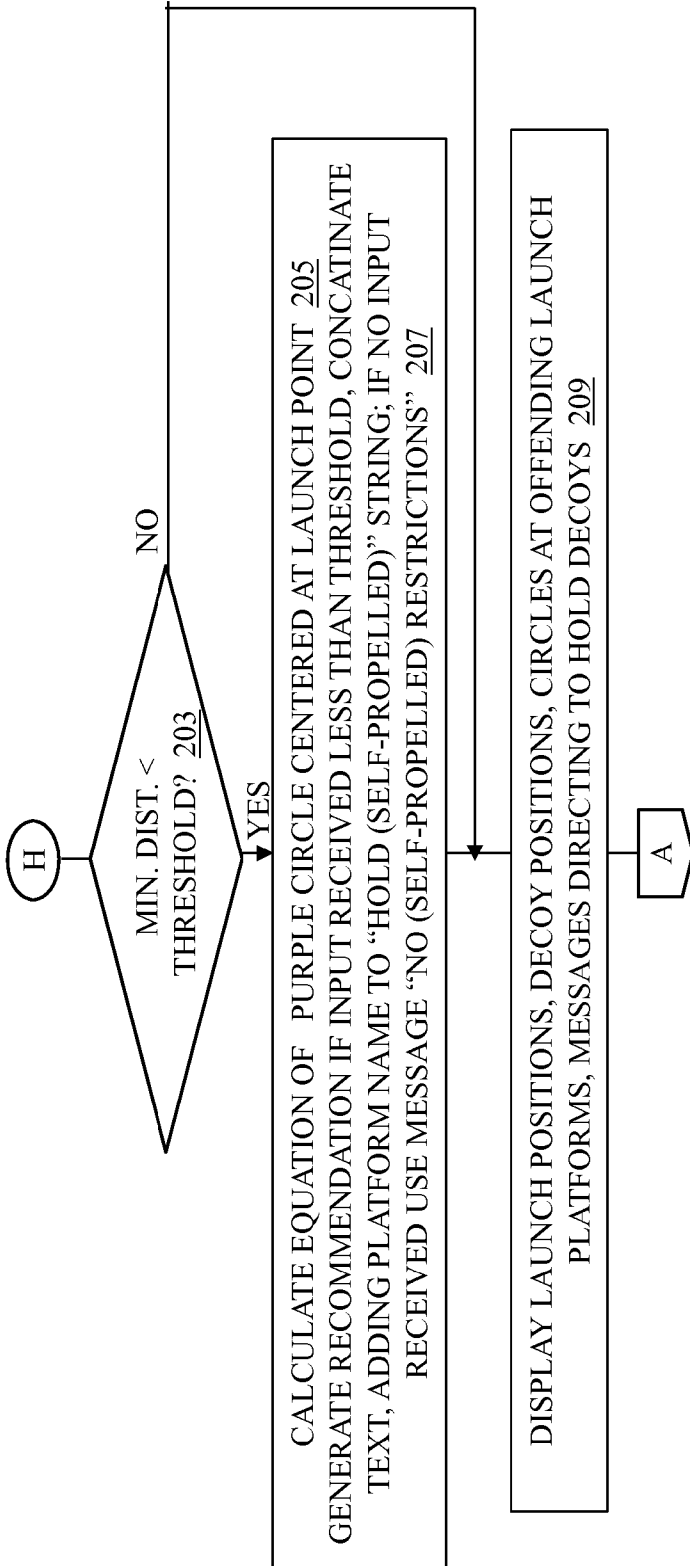 H
MIN. DIST. <
THRESHOLD? 203
NO
YES
CALCULATE EQUATION OF PURPLE CIRCLE CENTERED AT LAUNCH POINT 205
GENERATE RECOMMENDATION IF INPUT RECEIVED LESS THAN THRESHOLD, CONCATINATE
TEXT, ADDING PLATFORM NAME TO “HOLD (SELF-PROPELLED)” STRING; IF NO INPUT
RECEIVED USE MESSAGE “NO (SELF-PROPELLED) RESTRICTIONS” 207
DISPLAY LAUNCH POSITIONS, DECOY POSITIONS, CIRCLES AT OFFENDING LAUNCH
PLATFORMS, MESSAGES DIRECTING TO HOLD DECOYS 209
A